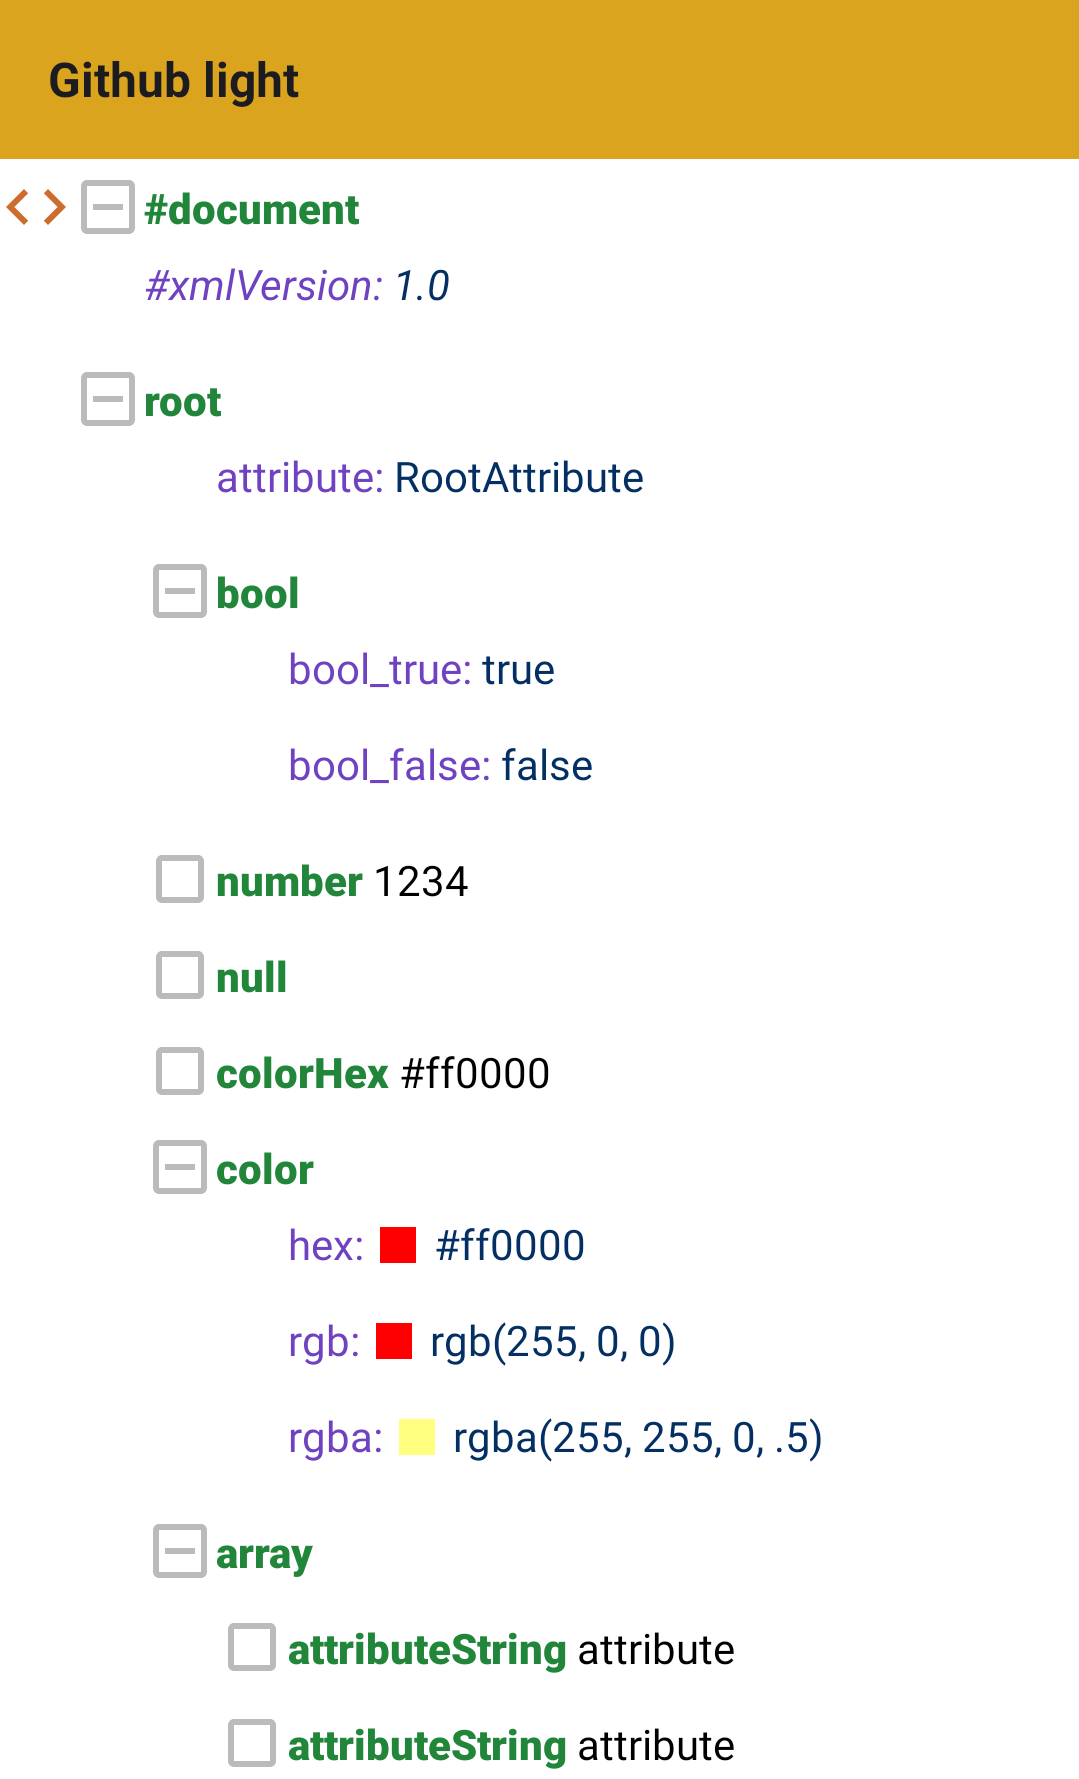 Github light
#document
#xmlVersion: 1.0
root
attribute: RootAttribute
bool
bool_true: true
bool_false: false
number 1234
null
colorHex #ff0000
color
hex: #ff0000
rgb: rgb(255, 0, 0)
rgba: rgba(255, 255, 0, .5)
array
attributeString attribute
attributeString attribute